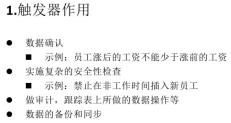 1.触发器作用
● 数据确认
■ 示例：员工涨后的工资不能少于涨前的工资
● 实施复杂的安全性检查
■ 示例：禁止在非工作时间插入新员工
● 做审计，跟踪表上所做的数据操作等
● 数据的备份和同步